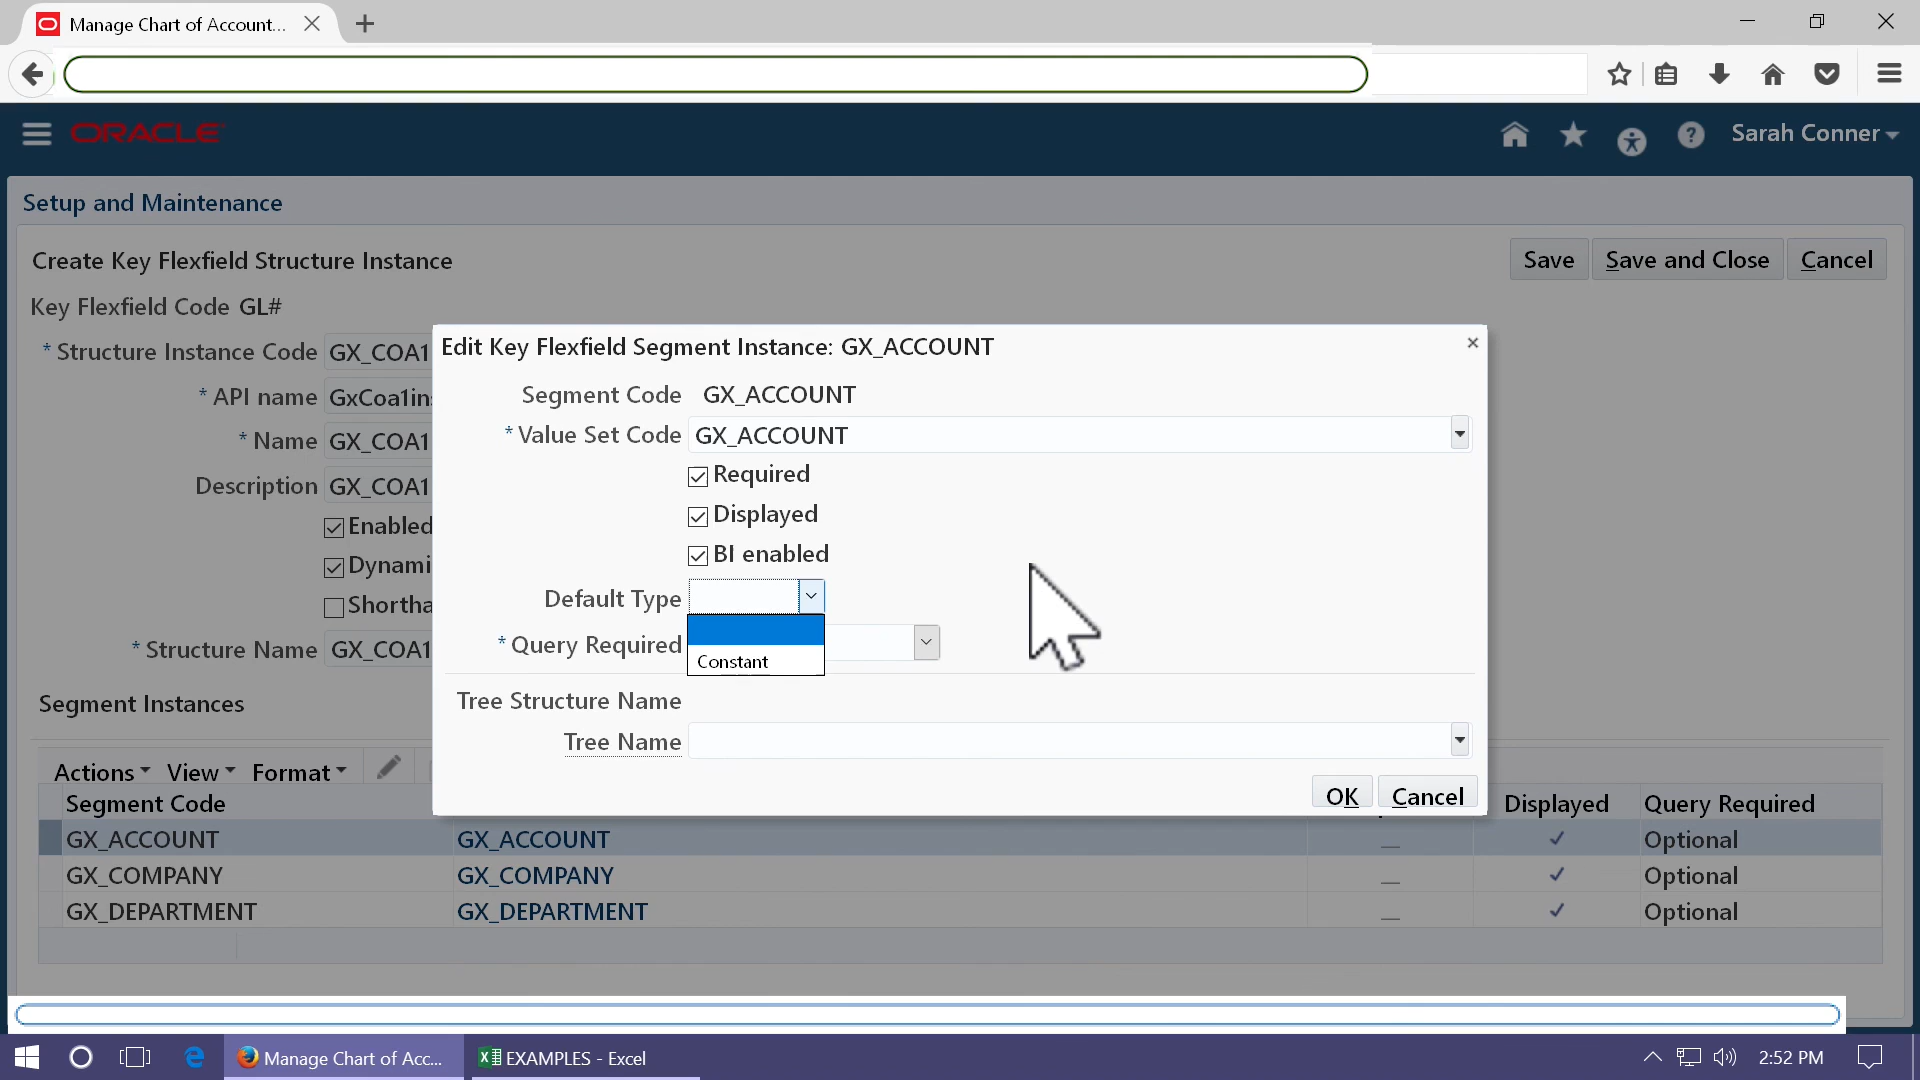 Manage Chart of Account...
ORACLE
Sarah Conner
Setup and Maintenance
Create Key Flexfield Structure Instance
Save
Save and Close
Cancel
Key Flexfield Code GL#
* Structure Instance Code GX_COA1
* API name GxCoa1in
* Name GX_COA1
Description GX_COA1
Enabled
Dynami
Shortha
* Structure Name GX_COA1
Edit Key Flexfield Segment Instance: GX_ACCOUNT
Segment Code GX_ACCOUNT
* Value Set Code GX_ACCOUNT
Required
Displayed
BI enabled
Default Type
* Query Required
Constant
Tree Structure Name
Tree Name
OK Cancel
Segment Instances
Actions View Format
Segment Code Displayed Query Required
GX_ACCOUNT GX_ACCOUNT Optional
GX_COMPANY GX_COMPANY Optional
GX_DEPARTMENT GX_DEPARTMENT Optional
Manage Chart of Acc...
EXAMPLES - Excel
2:52 PM